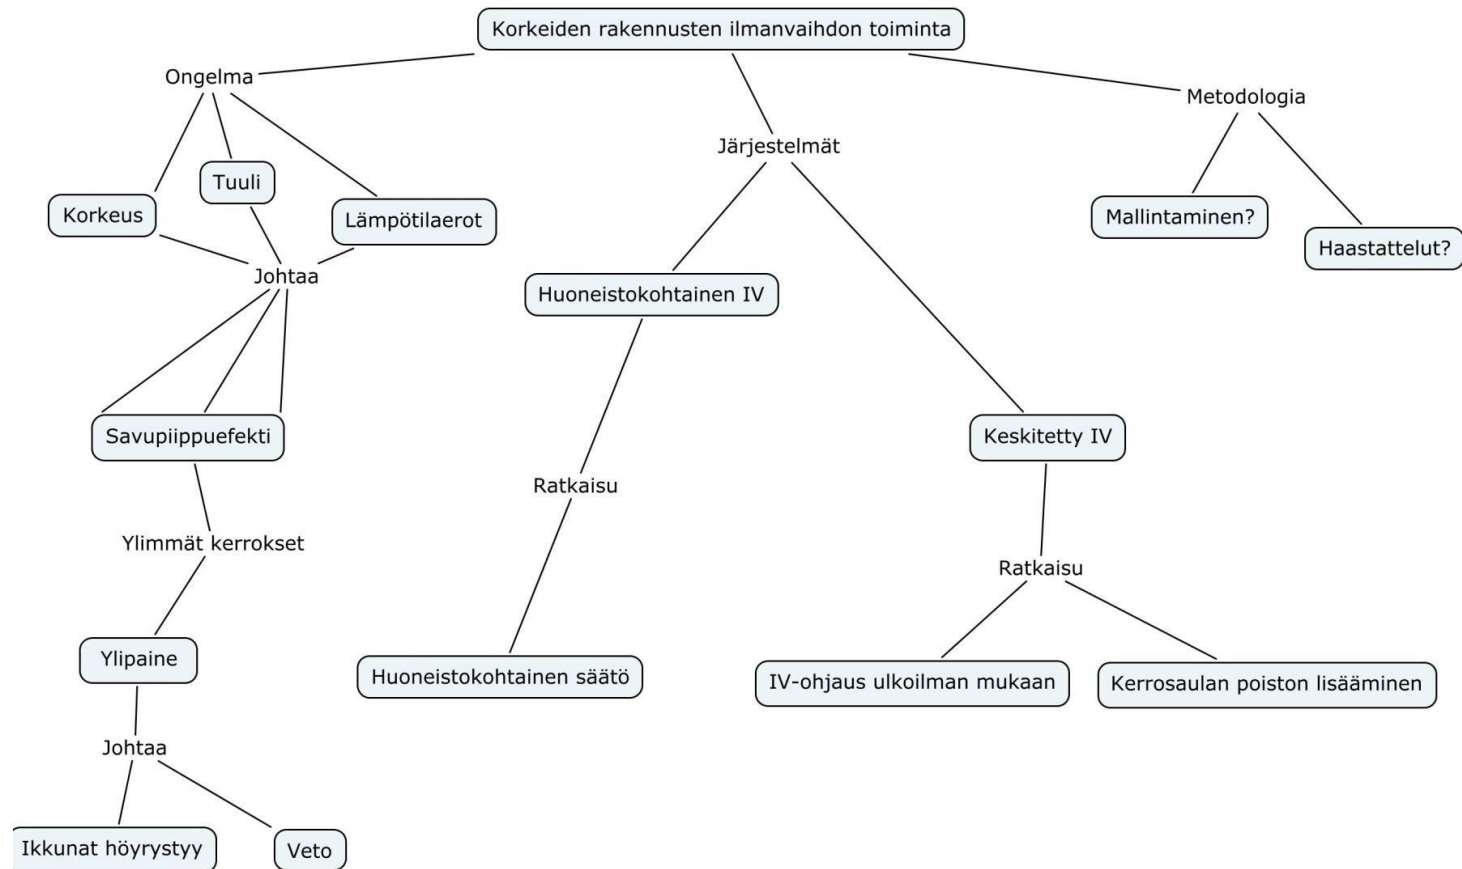 Korkeiden rakennusten ilmanvaihdon toiminta
Ongelma
Metodologia
Järjestelmät
Tuuli
Korkeus
Lämpötilaerot
Mallintaminen?
Haastattelut?
Johtaa
Huoneistokohtainen IV
Savupiippuefekti
Keskitetty IV
Ratkaisu
Ylimmät kerrokset
Ratkaisu
Ylipaine
Huoneistokohtainen säätö
IV-ohjaus ulkoilman mukaan
Kerrosaulan poiston lisääminen
Johtaa
Ikkunat höyrystyy
Veto